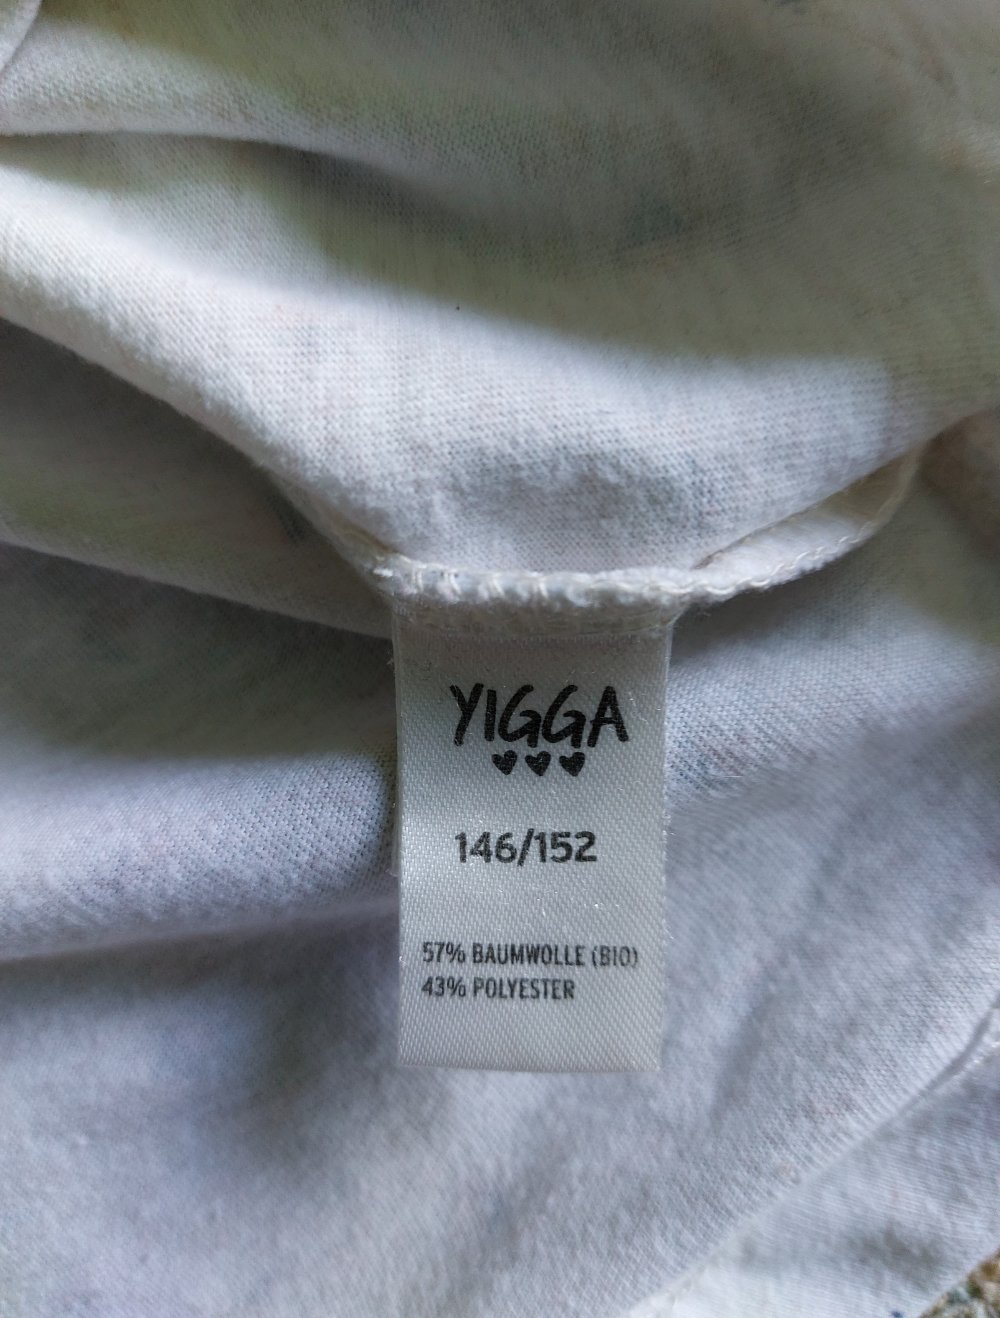 YIGGA
146/152
57% BAUMWOLLE (BIO)
43% POLYESTER